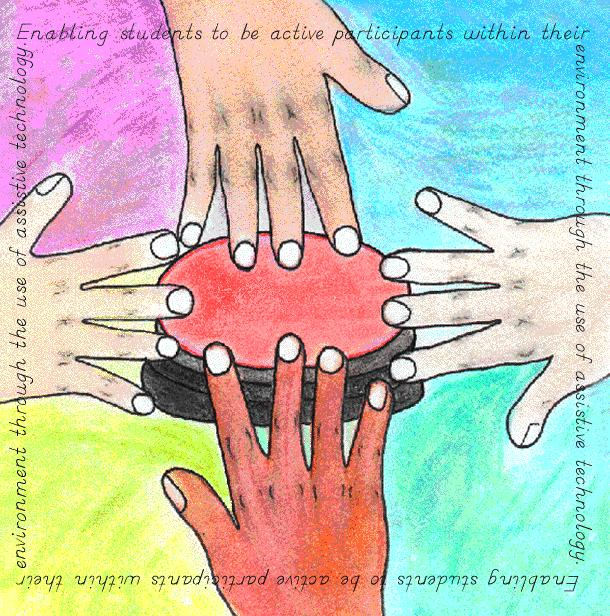 Enabling students to be active participants within their
environment through the use of assistive technology.
Enabling students to be active participants within their
environment through the use of assistive technology.